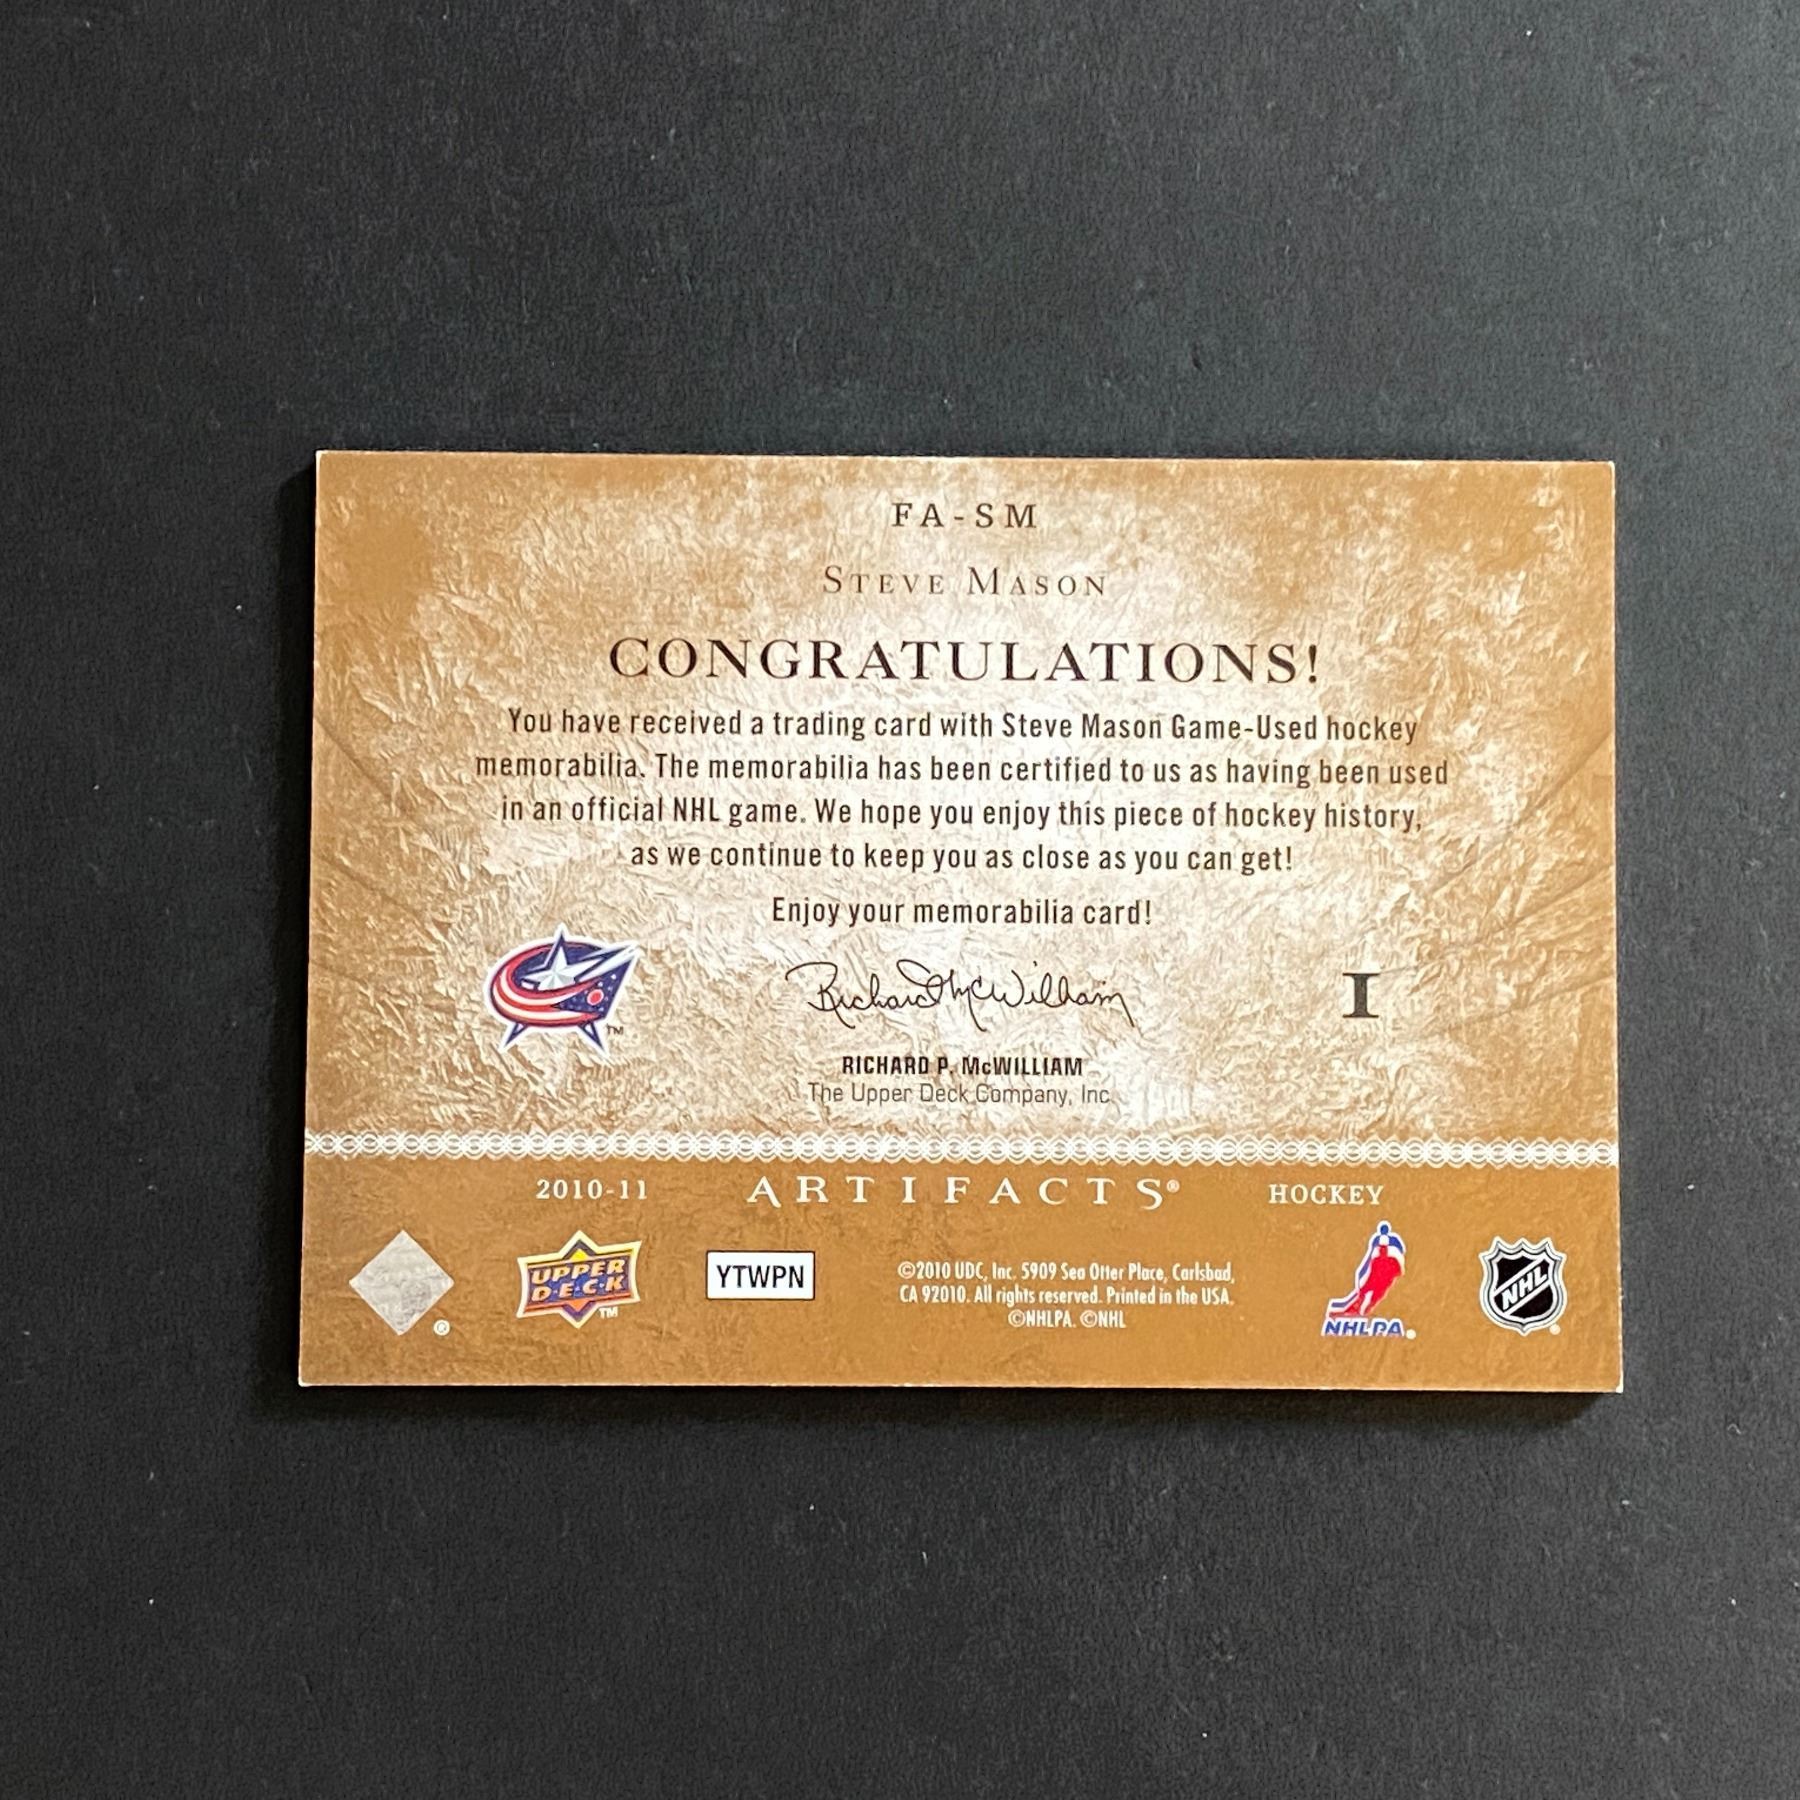 FA-SM
STEVE MASON
CONGRATULATIONS!
You have received a trading card with Steve Mason Game-Used hockey
memorabilia. The memorabilia has been certified to us as having been used
in an official NHL game. We hope you enjoy this piece of hockey history,
as we continue to keep you as close as you can get!
Enjoy your memorabilia card!
TM
Richard McWilliam
I
RICHARD P. McWILLIAM
The Upper Deck Company, Inc.
2010-11 ARTIFACTS® HOCKEY
®
UPPER
D·E·C·K
TM
YTWPN
©2010 UDC, Inc. 5909 Sea Otter Place, Carlsbad,
CA 92010. All rights reserved. Printed in the USA.
©NHLPA. ©NHL
NHLPA®
NHL®